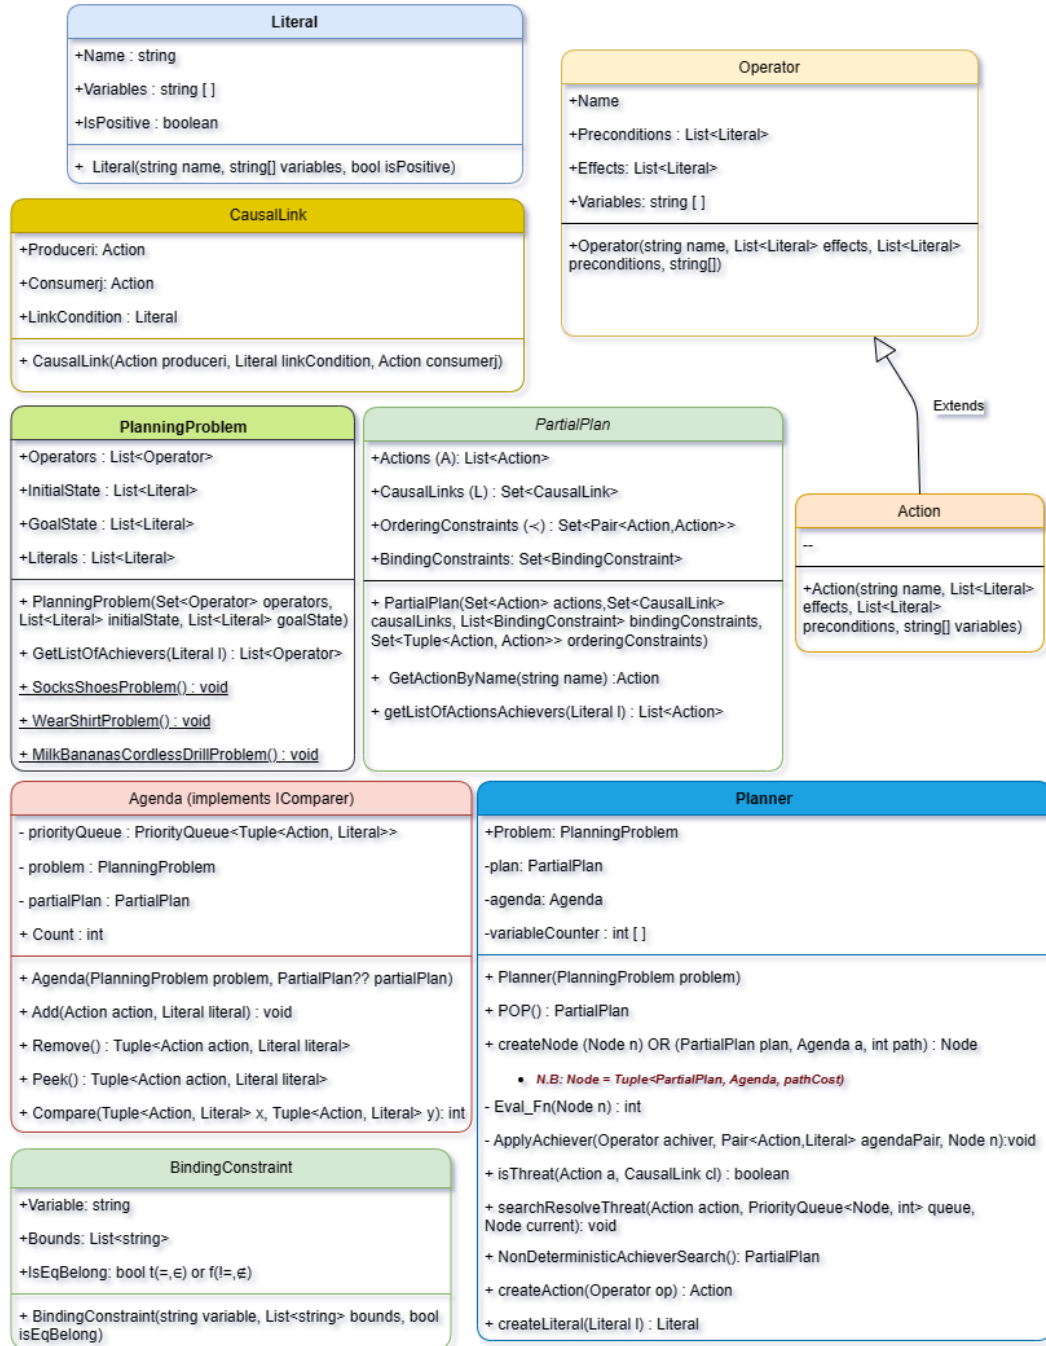 Literal
+Name : string
+Variables : string [ ]
+IsPositive : boolean
+ Literal(string name, string[] variables, bool isPositive)
Operator
+Name
+Preconditions : List<Literal>
+Effects: List<Literal>
+Variables: string [ ]
+Operator(string name, List<Literal> effects, List<Literal>
preconditions, string[])
CausalLink
+Produceri: Action
+Consumerj: Action
+LinkCondition : Literal
+ CausalLink(Action produceri, Literal linkCondition, Action consumerj)
Extends
PlanningProblem
+Operators : List<Operator>
+InitialState : List<Literal>
+GoalState : List<Literal>
+Literals : List<Literal>
+ PlanningProblem(Set<Operator> operators,
List<Literal> initialState, List<Literal> goalState)
+ GetListOfAchievers(Literal l) : List<Operator>
+ SocksShoesProblem() : void
+ WearShirtProblem() : void
+ MilkBananasCordlessDrillProblem() : void
PartialPlan
+Actions (A): List<Action>
+CausalLinks (L) : Set<CausalLink>
+OrderingConstraints (≺) : Set<Pair<Action,Action>>
+BindingConstraints: Set<BindingConstraint>
+ PartialPlan(Set<Action> actions,Set<CausalLink>
causalLinks, List<BindingConstraint> bindingConstraints,
Set<Tuple<Action, Action>> orderingConstraints)
+ GetActionByName(string name) :Action
+ getListOfActionsAchievers(Literal l) : List<Action>
Action
--
+Action(string name, List<Literal>
effects, List<Literal>
preconditions, string[] variables)
Agenda (implements IComparer)
- priorityQueue : PriorityQueue<Tuple<Action, Literal>>
- problem : PlanningProblem
- partialPlan : PartialPlan
+ Count : int
+ Agenda(PlanningProblem problem, PartialPlan?? partialPlan)
+ Add(Action action, Literal literal) : void
+ Remove() : Tuple<Action action, Literal literal>
+ Peek() : Tuple<Action action, Literal literal>
+ Compare(Tuple<Action, Literal> x, Tuple<Action, Literal> y): int
Planner
+Problem: PlanningProblem
-plan: PartialPlan
-agenda: Agenda
-variableCounter : int [ ]
+ Planner(PlanningProblem problem)
+ POP() : PartialPlan
+ createNode (Node n) OR (PartialPlan plan, Agenda a, int path) : Node
• N.B: Node = Tuple<PartialPlan, Agenda, pathCost)
- Eval_Fn(Node n) : int
- ApplyAchiever(Operator achiver, Pair<Action,Literal> agendaPair, Node n):void
+ isThreat(Action a, CausalLink cl) : boolean
+ searchResolveThreat(Action action, PriorityQueue<Node, int> queue,
Node current): void
+ NonDeterministicAchieverSearch(): PartialPlan
+ createAction(Operator op) : Action
+ createLiteral(Literal l) : Literal
BindingConstraint
+Variable: string
+Bounds: List<string>
+IsEqBelong: bool t(=,∈) or f(!=,∉)
+ BindingConstraint(string variable, List<string> bounds, bool
isEqBelong)